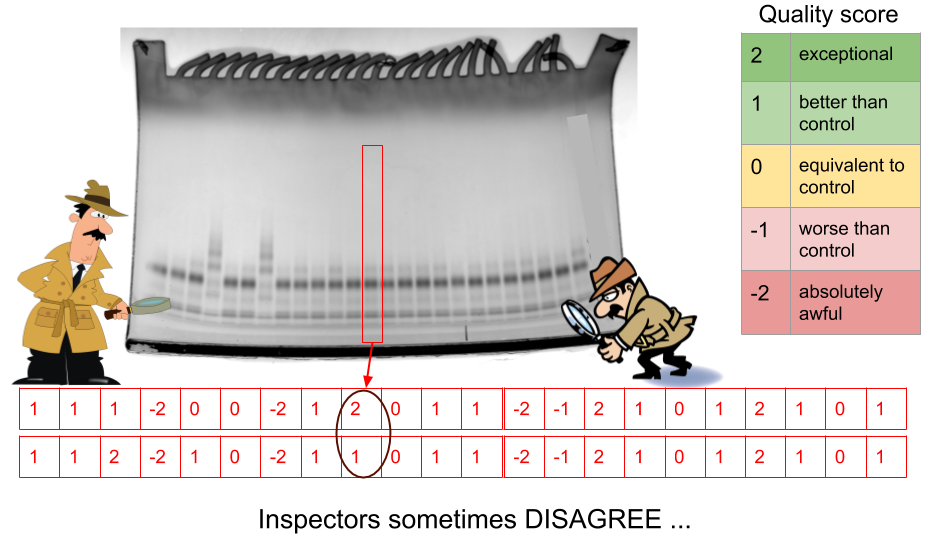 Quality score
2 exceptional
1 better than
control
0 equivalent to
control
-1 worse than
control
-2 absolutely
awful
1 1 1 -2 0 0 -2 1 2 0 1 1 -2 -1 2 1 0 1 2 1 0 1
1 1 2 -2 1 0 -2 1 1 0 1 1 -2 -1 2 1 0 1 2 1 0 1
Inspectors sometimes DISAGREE ...